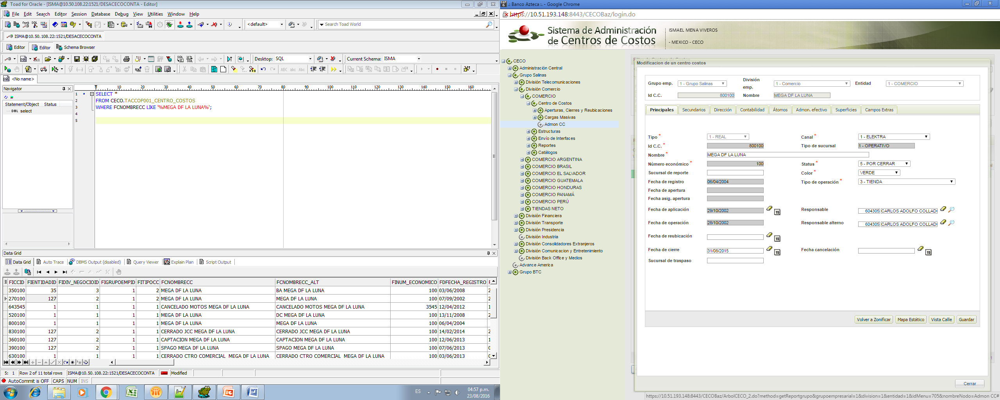 Toad for Oracle - [ISMA@10.50.108.22:1521/DESACECOCONTA - Editor]
File Edit Search Editor Session Database Debug View Utilities Window Help
<default> Search Toad World
ISMA@10.50.108.22:1521/DESACECOCONTA
Editor Editor Schema Browser
Desktop: SQL Current Schema: ISMA
<No name>
Navigator
Statement/Object Status
DML select
0 10 20 30 40 50 60 70 80 90 100 110 120 130 140 150 160
1 SELECT *
2 FROM CECO.TACCOP001_CENTRO_COSTOS
3 WHERE FCNOMBRECC LIKE '%MEGA DF LA LUNA%';
4
5
Data Grid
Data Grid Auto Trace DBMS Output (disabled) Query Viewer Explain Plan Script Output
FICCID FIENTIDADID FIDIV_NEGOCIOID FIGRUPOEMPID FITIPOCC FCNOMBRECC FCNOMBRECC_ALT FINUM_ECONOMICO FDFECHA_REGISTRO F
350100 35 3 1 2 MEGA DF LA LUNA BA MEGA DF LA LUNA 100 03/06/2008 2
270100 127 2 1 2 MEGA DF LA LUNA MEGA DF LA LUNA 100 07/09/2002 2
643545 1 1 1 1 CANCELADO MOTOS MEGA DF LA LUNA CANCELADO MOTOS MEGA DF LA LUNA 3545 12/04/2012 1
520100 1 1 1 1 MEGA DF LA LUNA DC MEGA DF LA LUNA 100 13/11/2008 2
800100 1 1 1 1 MEGA DF LA LUNA MEGA DF LA LUNA 100 06/04/2004
830100 127 2 1 1 CERRADO JCC MEGA DF LA LUNA CERRADO JCC MEGA DF LA LUNA 100 14/02/2014 2
360100 127 2 1 1 CAPTACION MEGA DF LA LUNA CAPTACION MEGA DF LA LUNA 100 12/06/2013 1
390100 127 2 1 1 SPAGO MEGA DF LA LUNA SPAGO MEGA DF LA LUNA 100 07/06/2013 0
630100 1 1 1 1 CERRADO CTRO COMERCIAL MEGA DF LA LUNA CERRADO CTRO COMERCIAL MEGA DF LA LUNA 100 03/06/2013 0
5: 1 Row 2 of 11 total rows ISMA@10.50.108.22:1521/DESACECOCONTA Modified
AutoCommit is OFF CAPS NUM INS
ES 04:57 p.m.
23/08/2016
.: Banco Azteca :. - Google Chrome
https://10.51.193.148:8443/CECOBaz/login.do
Sistema de Administración
de Centros de Costos
ISMAEL MENA VIVEROS
- MEXICO - CECO
CECO
Administración Central
Grupo Salinas
División Telecomunicaciones
División Comercio
COMERCIO
Centro de Costos
Aperturas, Cierres y Reubicaciones
Cargas Masivas
Admon CC
Estructuras
Envío de Interfaces
Reportes
Catálogos
COMERCIO ARGENTINA
COMERCIO BRASIL
COMERCIO EL SALVADOR
COMERCIO GUATEMALA
COMERCIO HONDURAS
COMERCIO PANAMÁ
COMERCIO PERÚ
TIENDAS NETO
División Financiera
División Transporte
División Presidencia
División Industria
División Consolidadores Extranjeros
División Comunicacion y Entretenimiento
División Back Office y Medios
Advance America
Grupo BTC
Modificacion de un centro costos
Grupo emp. 1 - Grupo Salinas División emp. 1 - Comercio Entidad 1 - COMERCIO
Id C.C. 800100 Nombre MEGA DF LA LUNA
Principales Secundarios Dirección Contabilidad Átomos Admon. efectivo Superficies Campos Extras
Tipo * 1 - REAL Canal * 1 - ELEKTRA
Id C.C. * 800100 Tipo de sucursal 1 - OPERATIVO
Nombre * MEGA DF LA LUNA
Número económico * 100 Status * 5 - POR CERRAR
Sucursal de reporte Color * VERDE
Fecha de registro 06/04/2004 Tipo de operación * 3 - TIENDA
Fecha de apertura
Fecha asig. apertura
Fecha de aplicación 29/10/2002 15 Responsable 604305 CARLOS ADOLFO COLLADO
Fecha de operación 28/10/2002 Responsable alterno 604305 CARLOS ADOLFO COLLADO
Fecha de reubicación 15
Fecha de cierre 31/08/2015 15 Fecha cancelación 15
Sucursal de traspaso
Volver a Zonificar Mapa Estático Vista Calle Guardar
Cerrar
https://10.51.193.148:8443/CECOBaz/ArbolCECO_2.do?method=getReportgrupo&grupoempresarial=1&division=1&entidad=1&idMenu=705&nombreNodo=Admon CC#